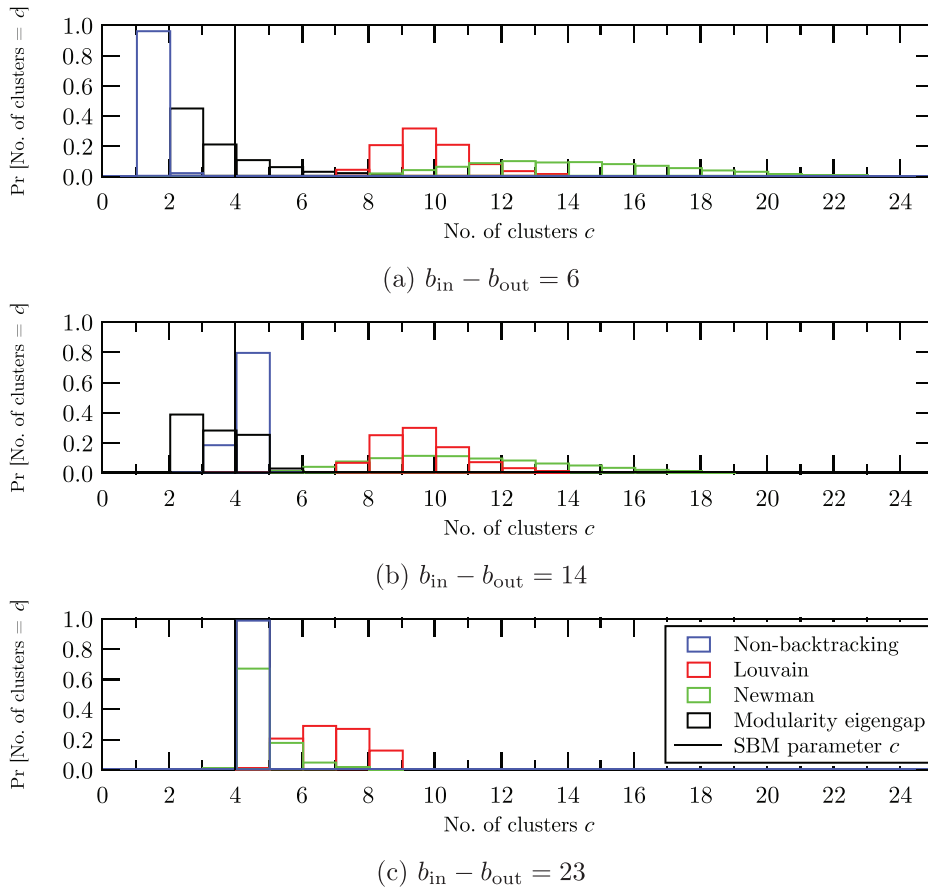 Pr [No. of clusters = c]
1.0
0.8
0.6
0.4
0.2
0.0
0 2 4 6 8 10 12 14 16 18 20 22 24
No. of clusters c
(a) b_in − b_out = 6
Pr [No. of clusters = c]
1.0
0.8
0.6
0.4
0.2
0.0
0 2 4 6 8 10 12 14 16 18 20 22 24
No. of clusters c
(b) b_in − b_out = 14
Pr [No. of clusters = c]
1.0
0.8
0.6
0.4
0.2
0.0
Non-backtracking
Louvain
Newman
Modularity eigengap
SBM parameter c
0 2 4 6 8 10 12 14 16 18 20 22 24
No. of clusters c
(c) b_in − b_out = 23